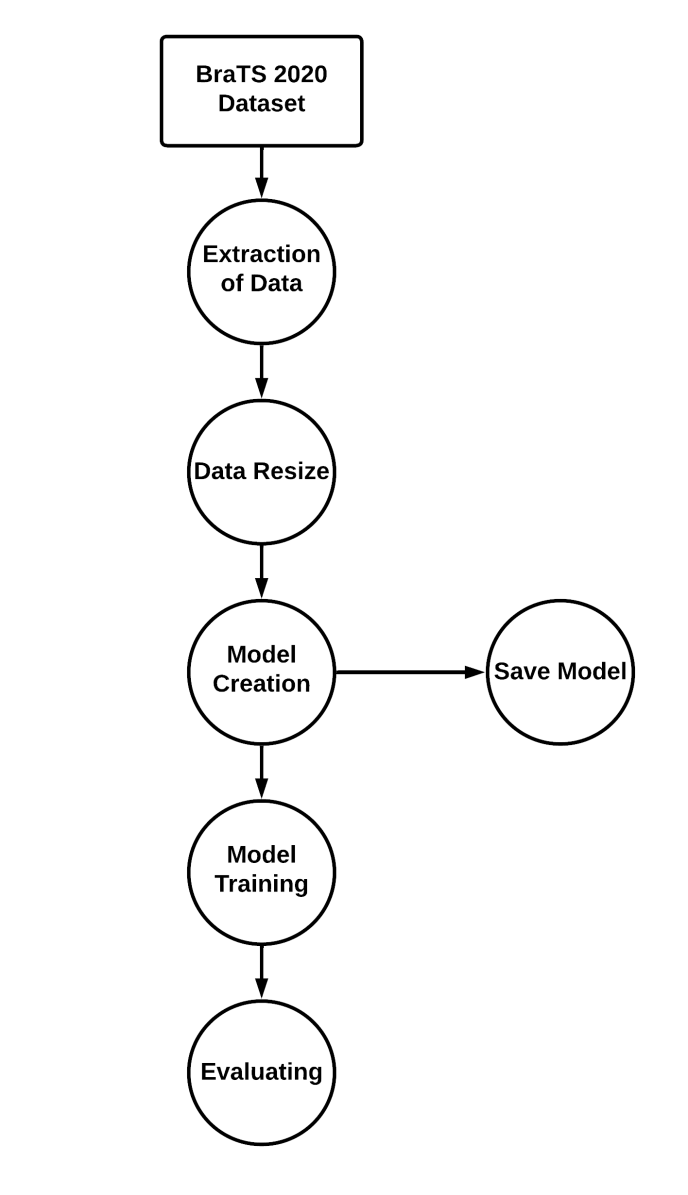 BraTS 2020
Dataset
Extraction
of Data
Data Resize
Model
Creation
Save Model
Model
Training
Evaluating